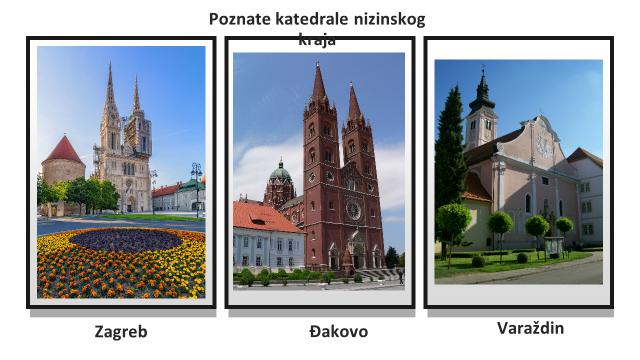 Poznate katedrale nizinskog
kraja
Zagreb
Đakovo
Varaždin